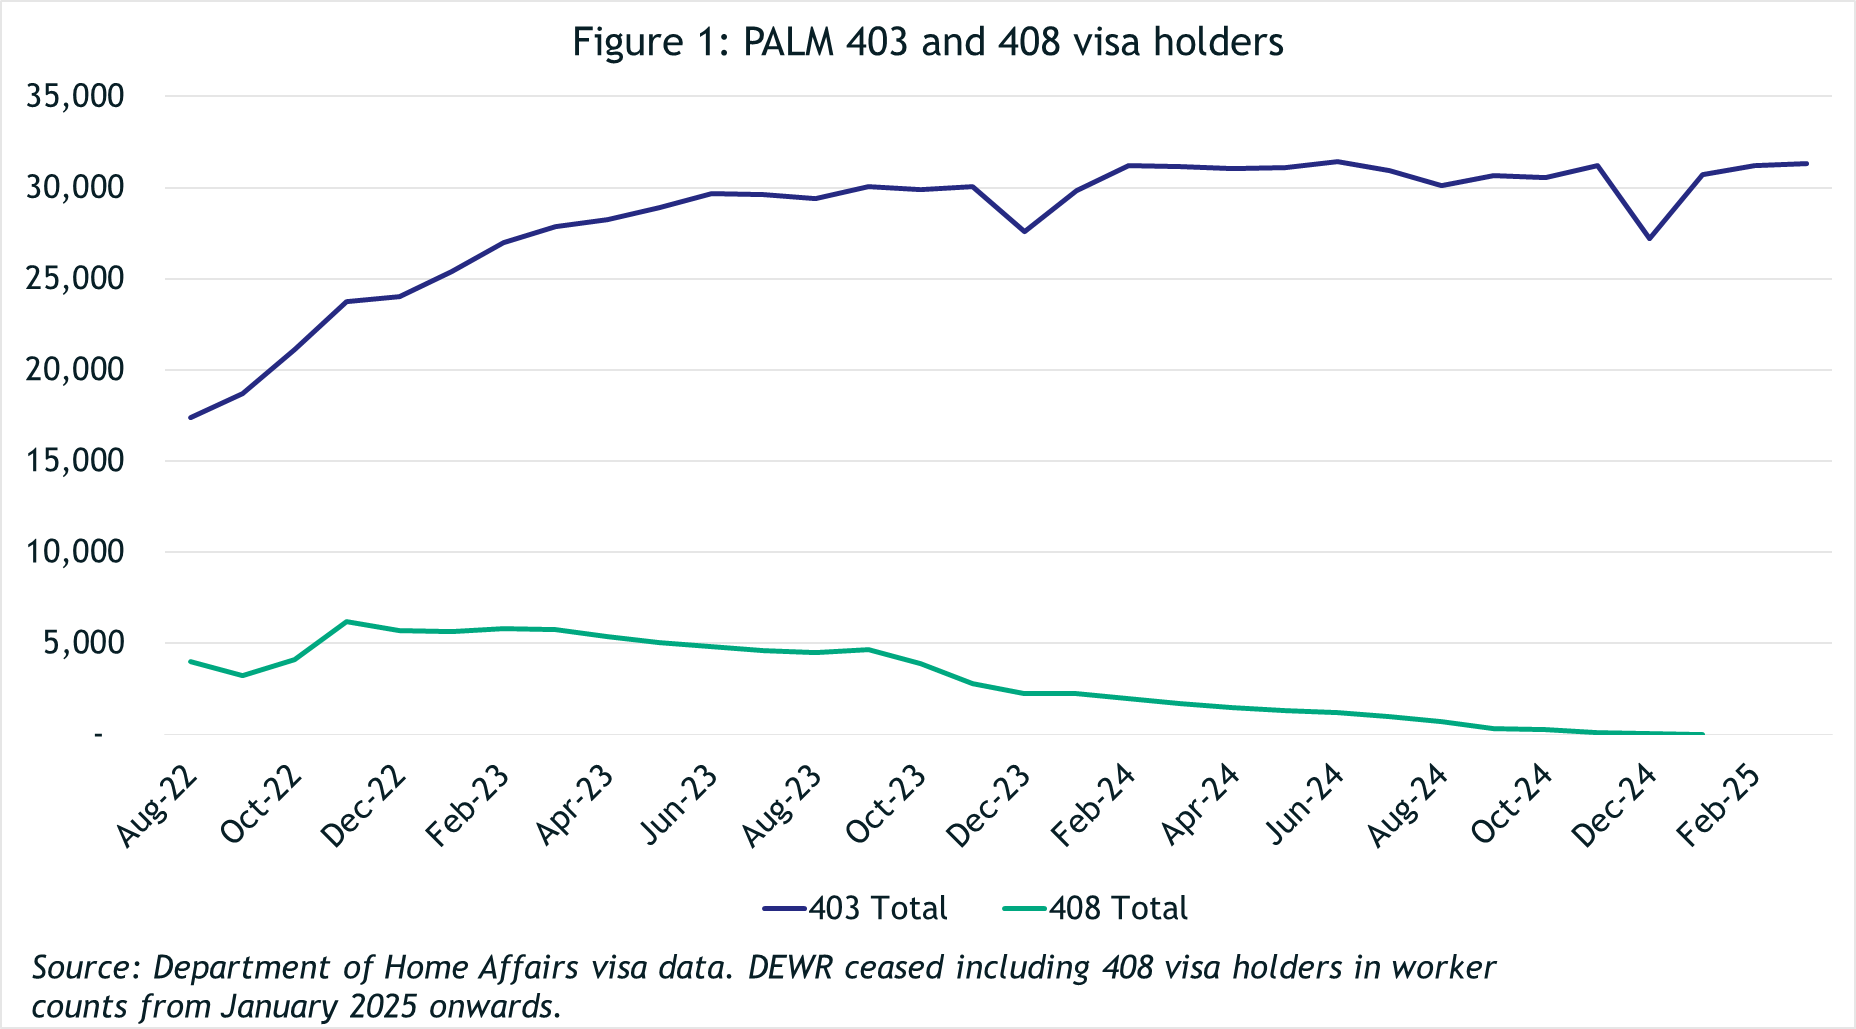 Figure 1: PALM 403 and 408 visa holders
35,000
30,000
25,000
20,000
15,000
10,000
5,000
-
Aug-22
Oct-22
Dec-22
Feb-23
Apr-23
Jun-23
Aug-23
Oct-23
Dec-23
Feb-24
Apr-24
Jun-24
Aug-24
Oct-24
Dec-24
Feb-25
403 Total
408 Total
Source: Department of Home Affairs visa data. DEWR ceased including 408 visa holders in worker
counts from January 2025 onwards.